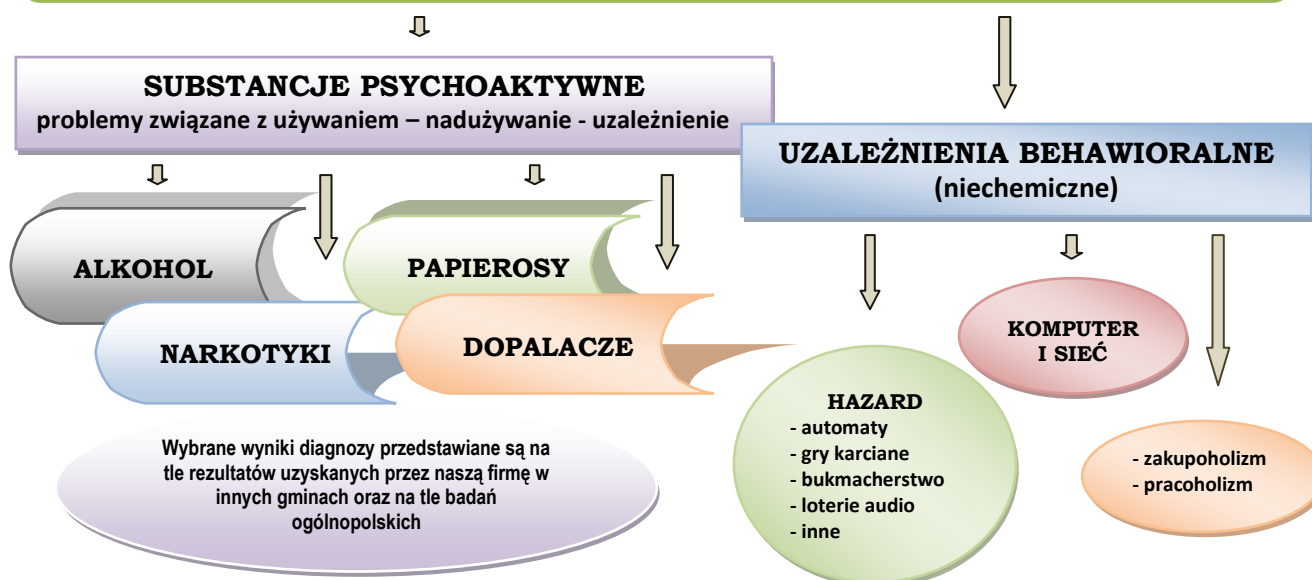 SUBSTANCJE PSYCHOAKTYWNE
problemy związane z używaniem – nadużywanie - uzależnienie
UZALEŻNIENIA BEHAWIORALNE
(niechemiczne)
ALKOHOL
PAPIEROSY
NARKOTYKI
DOPALACZE
KOMPUTER
I SIEĆ
HAZARD
- automaty
- gry karciane
- bukmacherstwo
- loterie audio
- inne
- zakupoholizm
- pracoholizm
Wybrane wyniki diagnozy przedstawiane są na
tle rezultatów uzyskanych przez naszą firmę w
innych gminach oraz na tle badań
ogólnopolskich